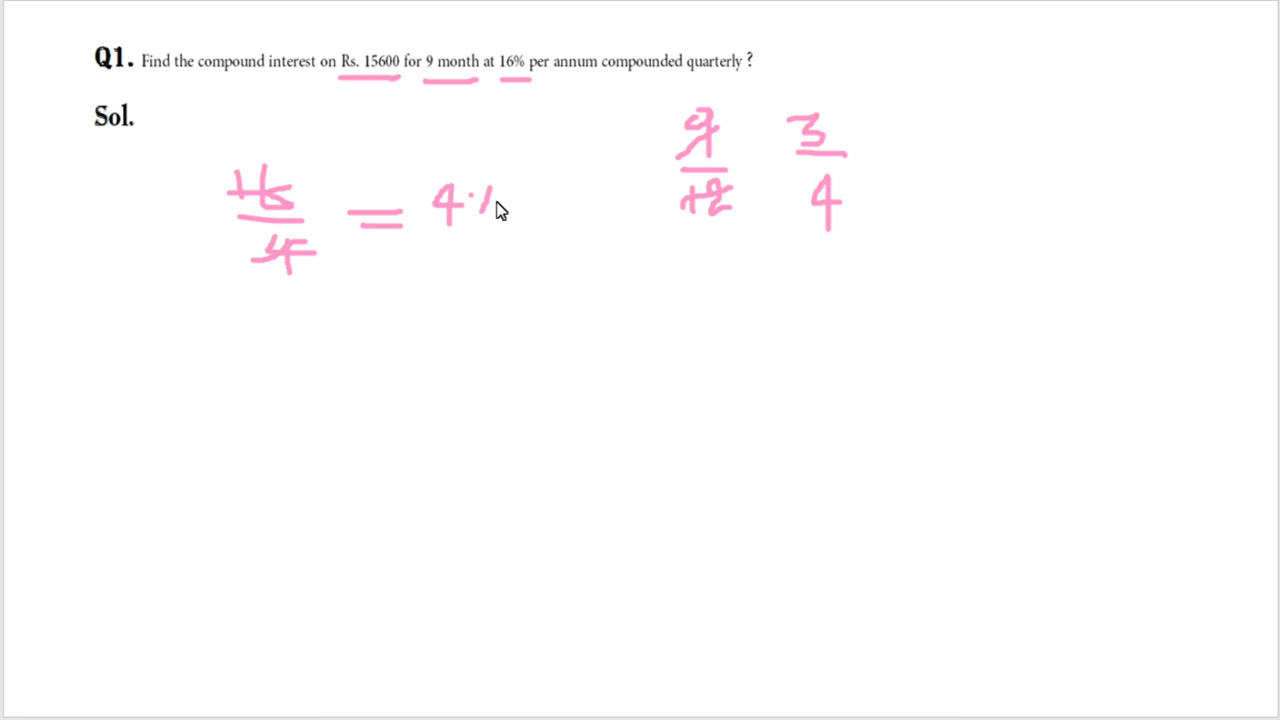 Q1. Find the compound interest on Rs. 15600 for 9 month at 16% per annum compounded quarterly ?
Sol.
16/4 = 4%
9/12 3/4